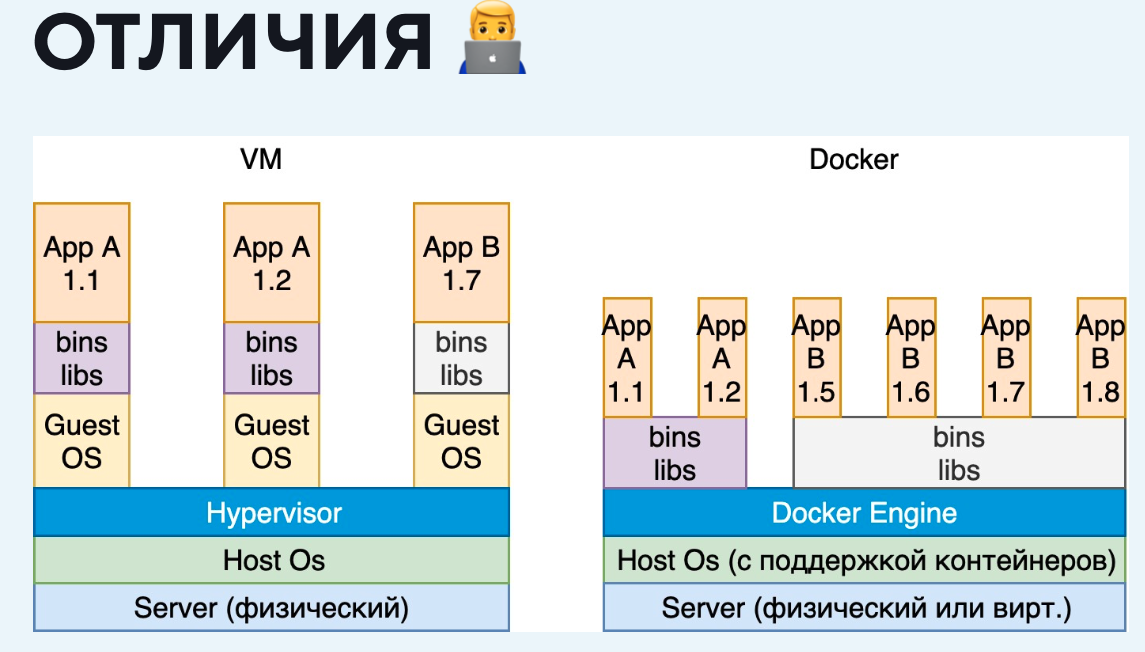 ОТЛИЧИЯ
VM
App A
1.1
bins
libs
Guest
OS
App A
1.2
bins
libs
Guest
OS
App B
1.7
bins
libs
Guest
OS
Hypervisor
Host Os
Server (физический)
Docker
App
A
1.1
App
A
1.2
App
B
1.5
App
B
1.6
App
B
1.7
App
B
1.8
bins
libs
bins
libs
Docker Engine
Host Os (с поддержкой контейнеров)
Server (физический или вирт.)